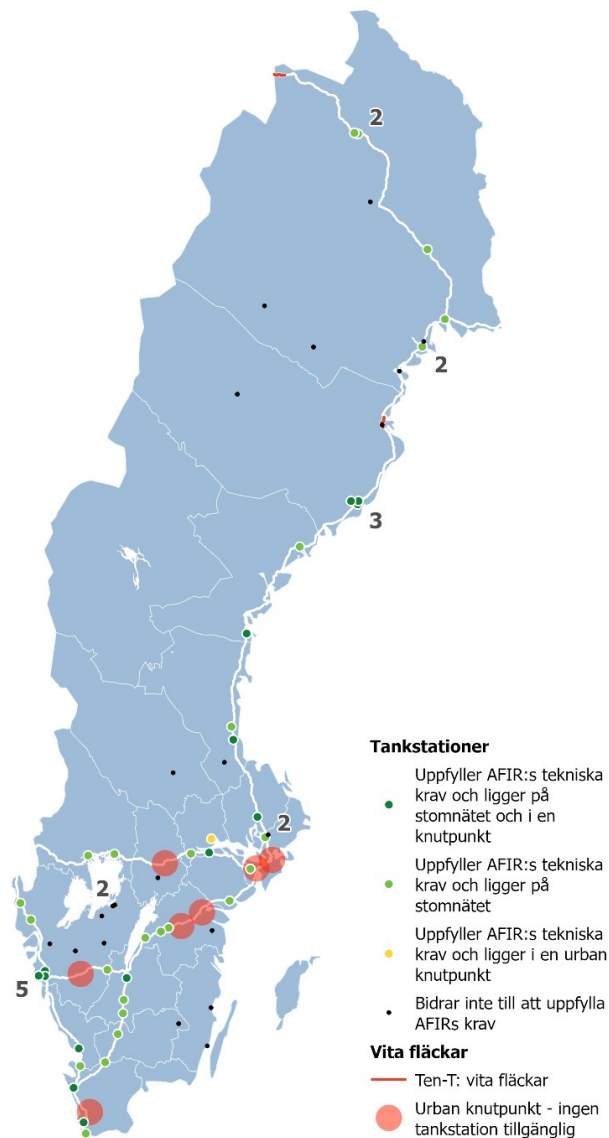 2
2
3
2
2
5
Tankstationer
Uppfyller AFIR:s tekniska
krav och ligger på
stomnätet och i en
knutpunkt
Uppfyller AFIR:s tekniska
krav och ligger på
stomnätet
Uppfyller AFIR:s tekniska
krav och ligger i en urban
knutpunkt
Bidrar inte till att uppfylla
AFIRs krav
Vita fläckar
Ten-T: vita fläckar
Urban knutpunkt - ingen
tankstation tillgänglig